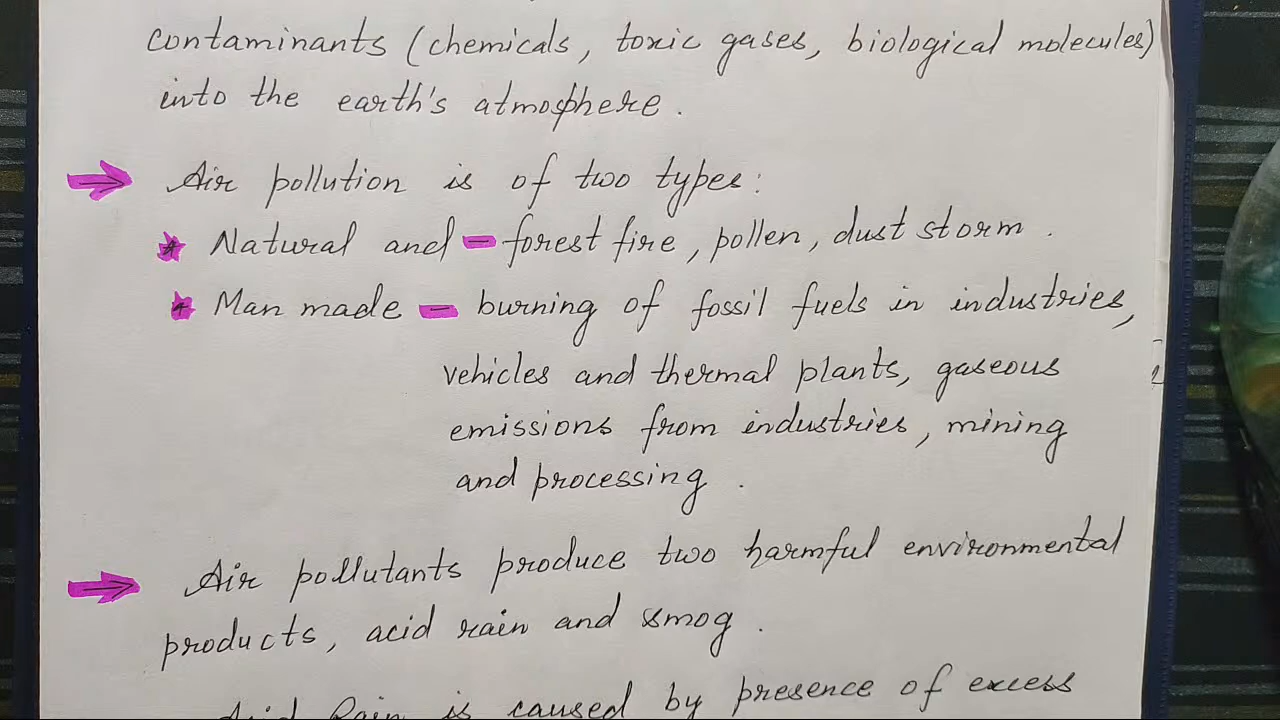 contaminants (chemicals, toxic gases, biological molecules)
into the earth's atmosphere.
Air pollution is of two types:
* Natural and - forest fire, pollen, dust storm.
* Man made - burning of fossil fuels in industries,
vehicles and thermal plants, gaseous
emissions from industries, mining
and processing.
Air pollutants produce two harmful environmental
products, acid rain and smog.
Acid Rain is caused by presence of excess